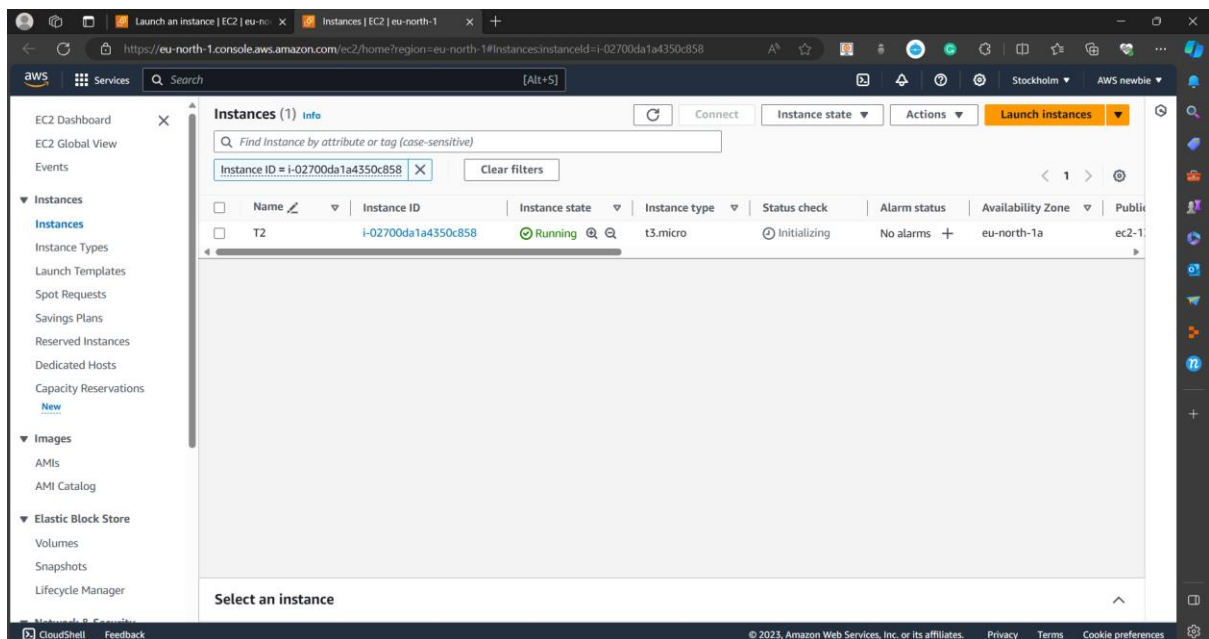 Launch an instance | EC2 | eu-no
Instances | EC2 | eu-north-1
https://eu-north-1.console.aws.amazon.com/ec2/home?region=eu-north-1#Instances:instanceId=i-02700da1a4350c858
aws Services Search [Alt+S] Stockholm AWS newbie
EC2 Dashboard
EC2 Global View
Events
Instances
Instances
Instance Types
Launch Templates
Spot Requests
Savings Plans
Reserved Instances
Dedicated Hosts
Capacity Reservations
New
Images
AMIs
AMI Catalog
Elastic Block Store
Volumes
Snapshots
Lifecycle Manager
Network & Security
Instances (1) Info Connect Instance state Actions Launch instances
Find Instance by attribute or tag (case-sensitive)
Instance ID = i-02700da1a4350c858 Clear filters
1
Name Instance ID Instance state Instance type Status check Alarm status Availability Zone Public
T2 i-02700da1a4350c858 Running t3.micro Initializing No alarms eu-north-1a ec2-1
Select an instance
CloudShell Feedback © 2023, Amazon Web Services, Inc. or its affiliates. Privacy Terms Cookie preferences